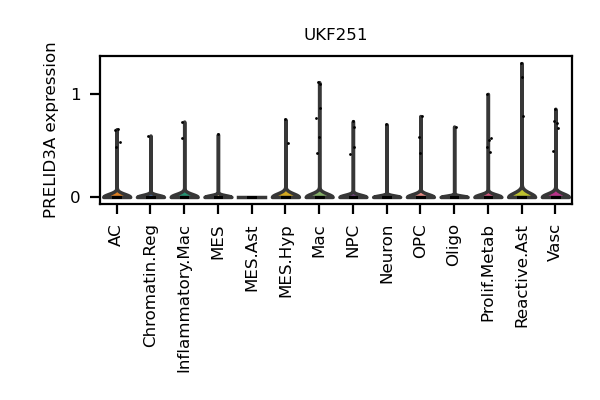 UKF251
PRELID3A expression
1
0
AC
Chromatin.Reg
Inflammatory.Mac
MES
MES.Ast
MES.Hyp
Mac
NPC
Neuron
OPC
Oligo
Prolif.Metab
Reactive.Ast
Vasc